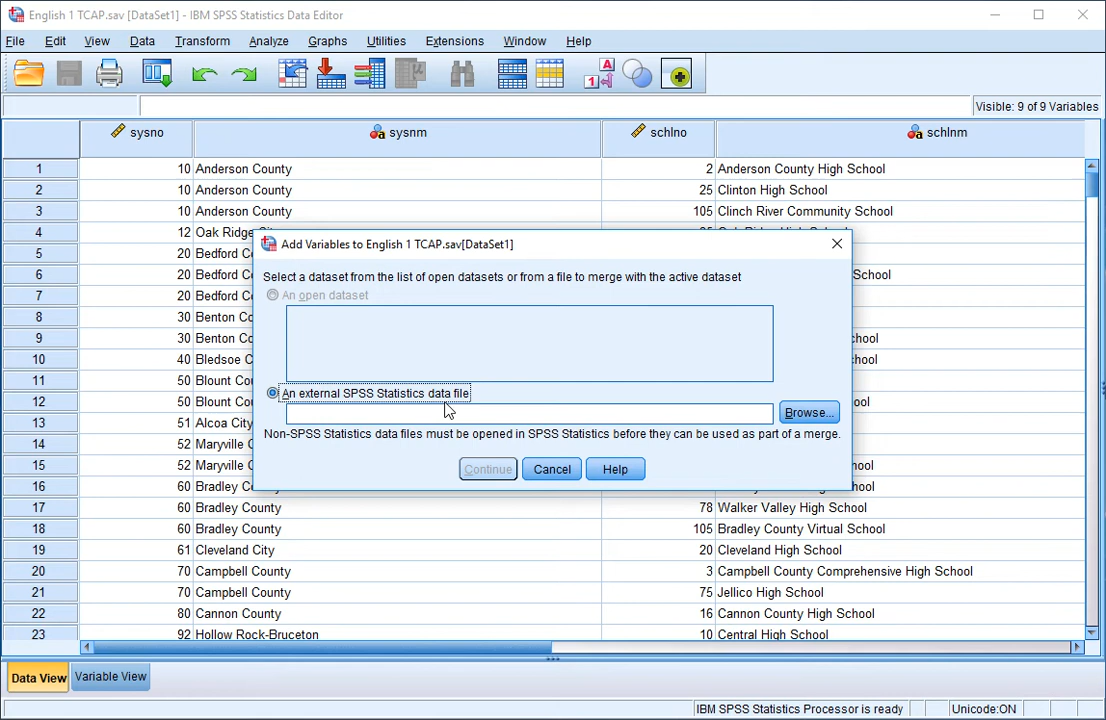 English 1 TCAP.sav [DataSet1] - IBM SPSS Statistics Data Editor
File Edit View Data Transform Analyze Graphs Utilities Extensions Window Help
Visible: 9 of 9 Variables
sysno sysnm schlno schlnm
1 10 Anderson County 2 Anderson County High School
2 10 Anderson County 25 Clinton High School
3 10 Anderson County 105 Clinch River Community School
4 12 Oak Ridge
5 20 Bedford Co
6 20 Bedford Co School
7 20 Bedford Co
8 30 Benton Co
9 30 Benton Co
10 40 Bledsoe C
11 50 Blount Cou
12 50 Blount Cou
13 51 Alcoa City
14 52 Maryville C
15 52 Maryville C
16 60 Bradley Co
17 60 Bradley County 78 Walker Valley High School
18 60 Bradley County 105 Bradley County Virtual School
19 61 Cleveland City 20 Cleveland High School
20 70 Campbell County 3 Campbell County Comprehensive High School
21 70 Campbell County 75 Jellico High School
22 80 Cannon County 16 Cannon County High School
23 92 Hollow Rock-Bruceton 10 Central High School
Add Variables to English 1 TCAP.sav[DataSet1]
Select a dataset from the list of open datasets or from a file to merge with the active dataset
An open dataset
An external SPSS Statistics data file
Browse...
Non-SPSS Statistics data files must be opened in SPSS Statistics before they can be used as part of a merge.
Continue Cancel Help
Data View Variable View
IBM SPSS Statistics Processor is ready Unicode:ON